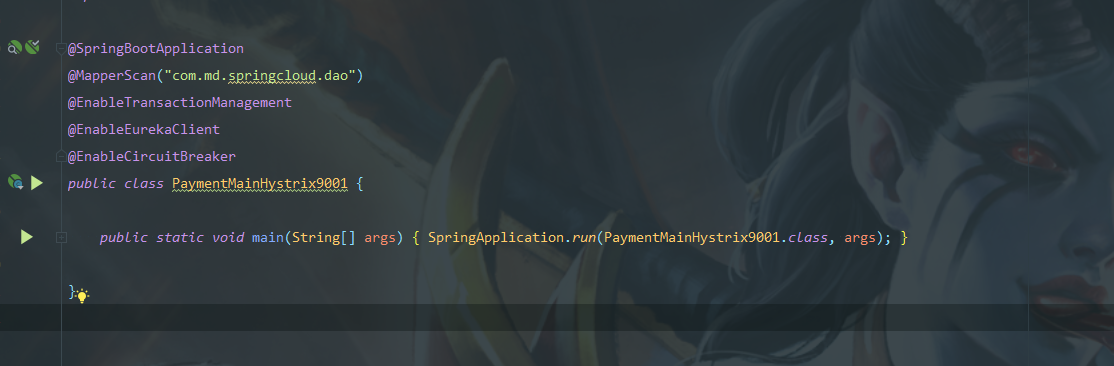 @SpringBootApplication
@MapperScan("com.md.springcloud.dao")
@EnableTransactionManagement
@EnableEurekaClient
@EnableCircuitBreaker
public class PaymentMainHystrix9001 {
public static void main(String[] args) { SpringApplication.run(PaymentMainHystrix9001.class, args); }
}